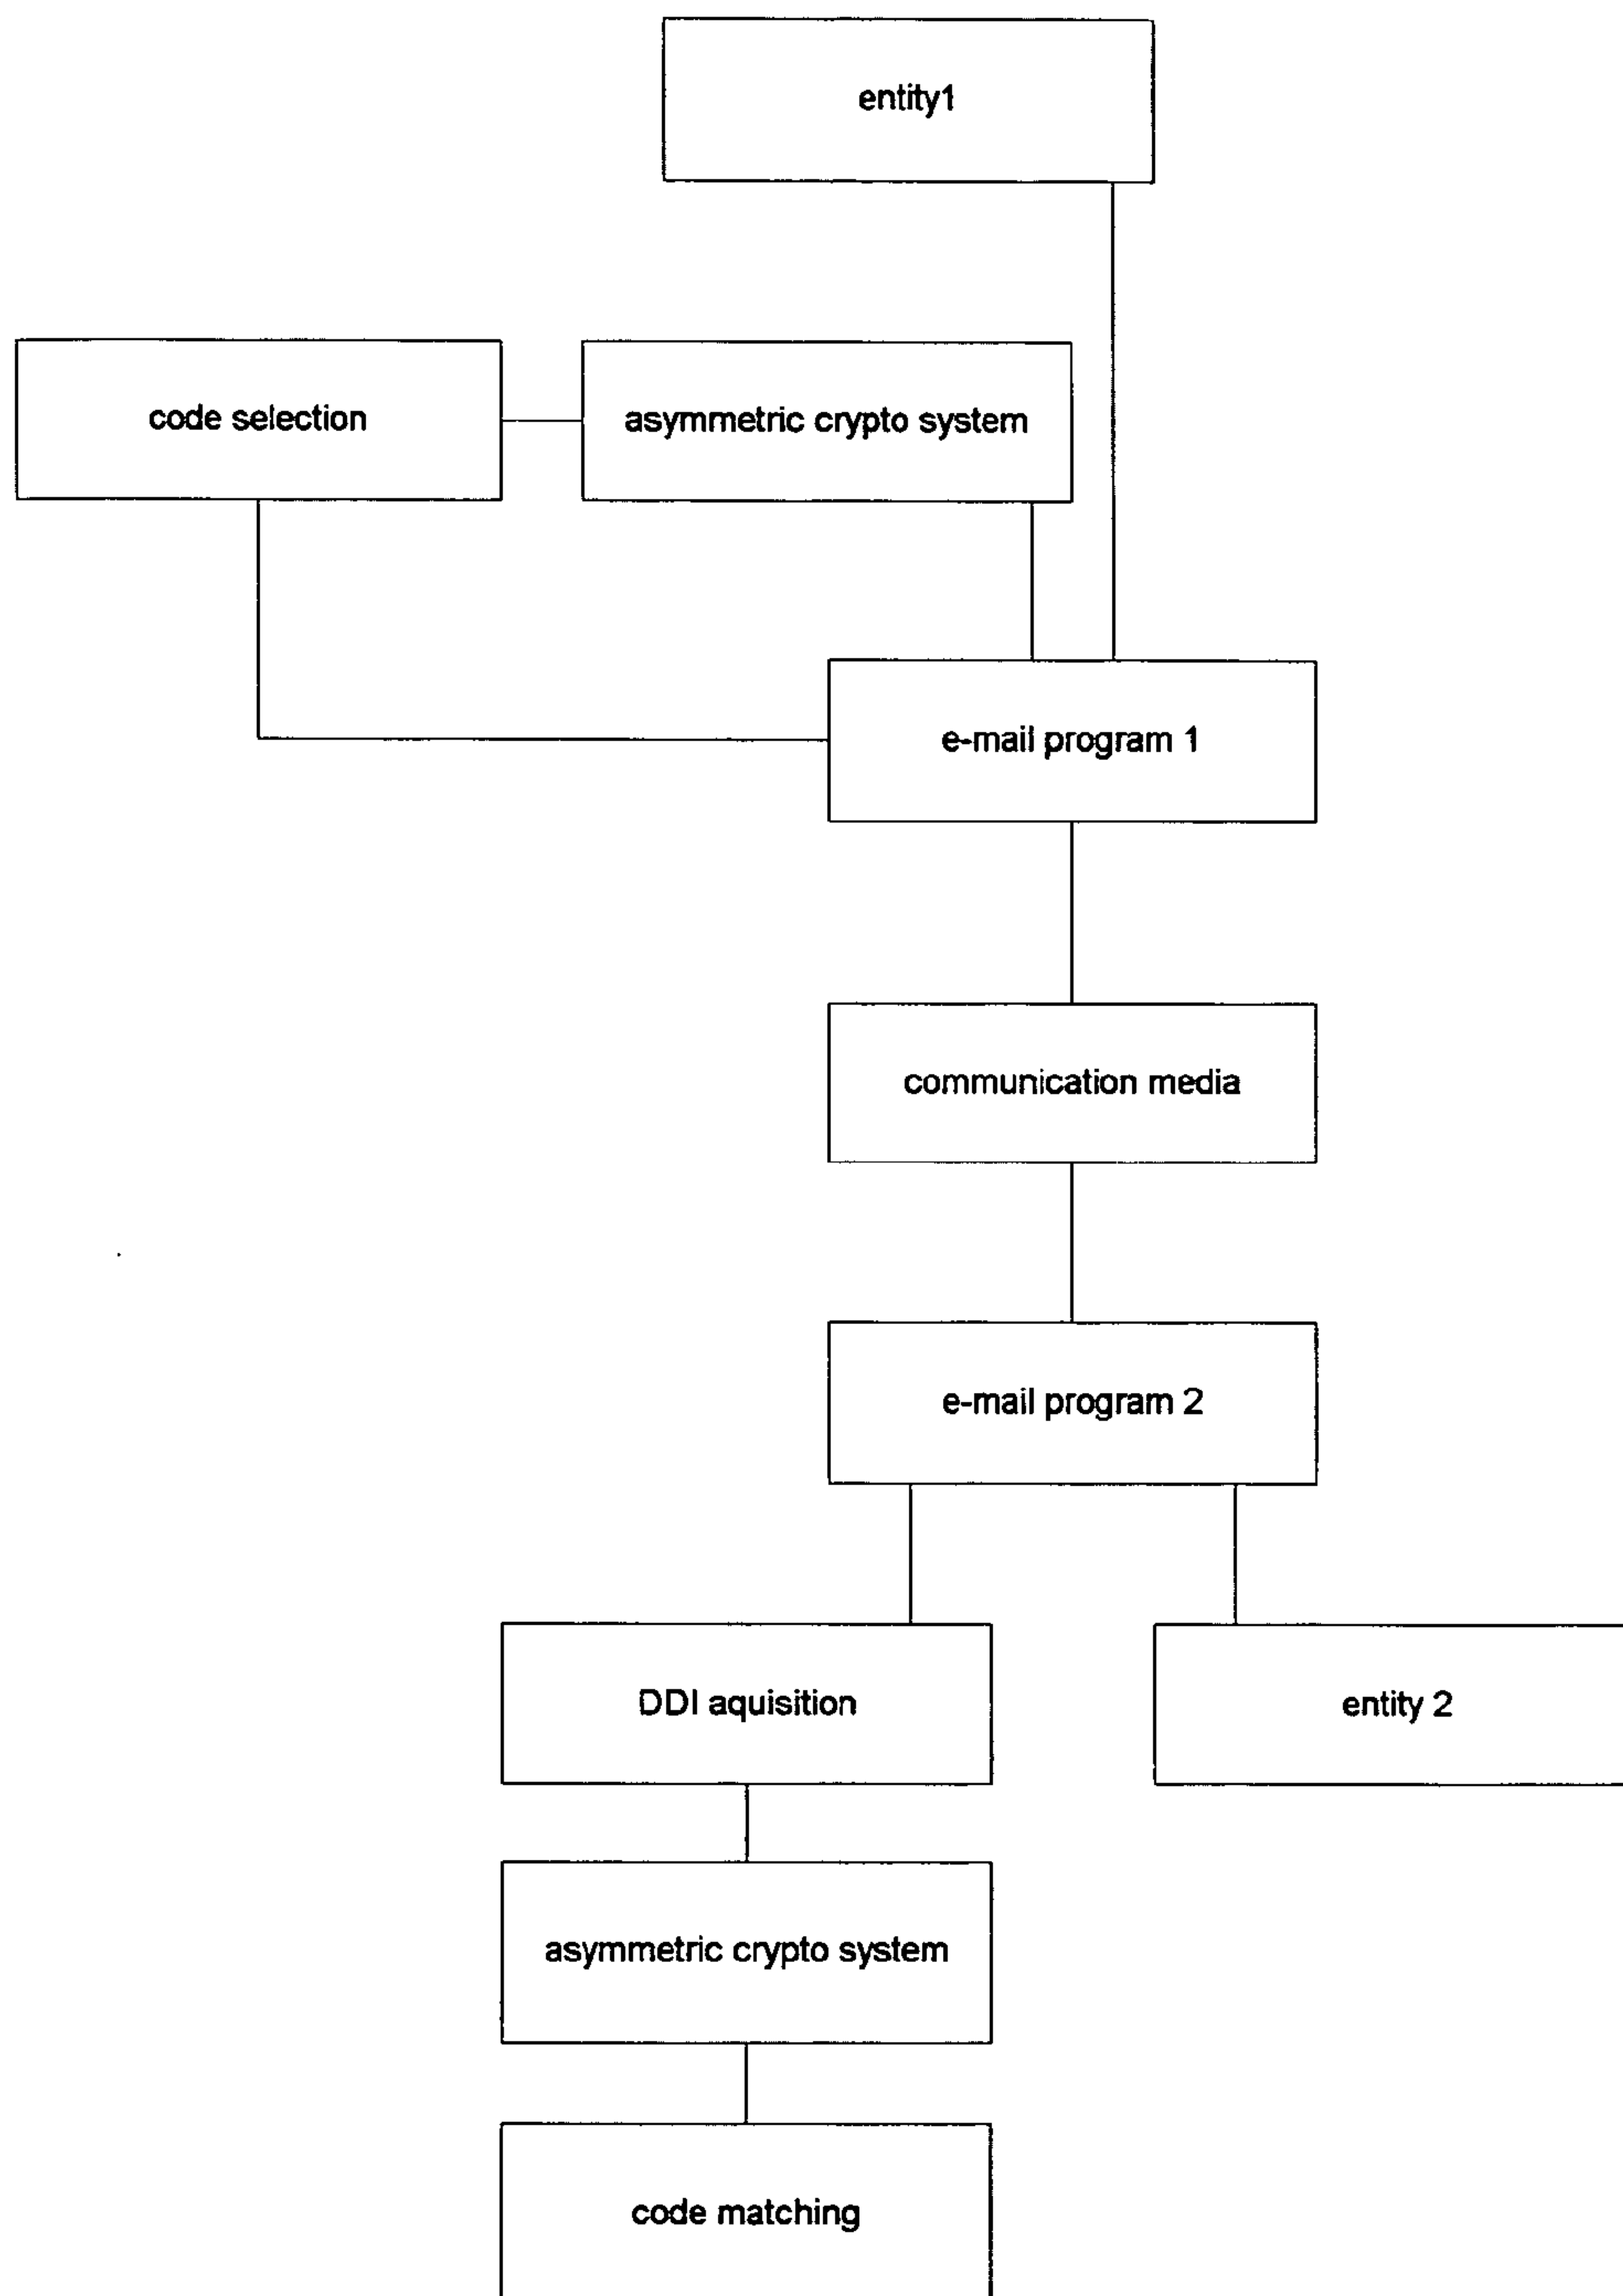 entity1
code selection
asymmetric crypto system
e-mail program 1
communication media
e-mail program 2
DDI aquisition
entity 2
asymmetric crypto system
code matching